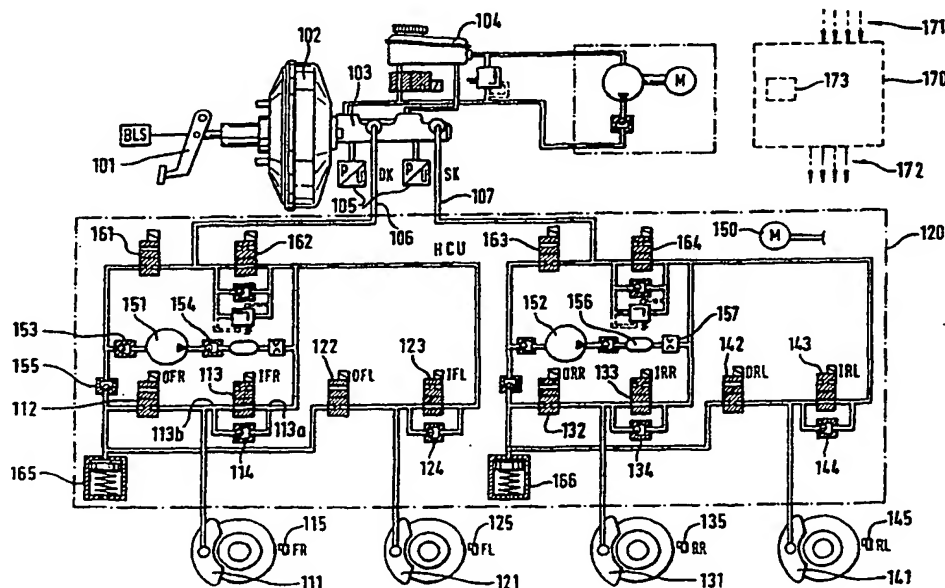 104
171
102
170
103
173
M
BLS
101
P
P
DK
SK
105
107
172
106
161
162
HCU
163
164
150
M
120
151
154
152
156
157
153
122
123
142
143
155
OFR
113
IFR
OFL
IFL
ORR
133
IRR
ORL
IRL
112
113b
113a
132
114
124
134
144
165
166
115
FR
125
FL
135
RR
145
RL
111
121
131
141